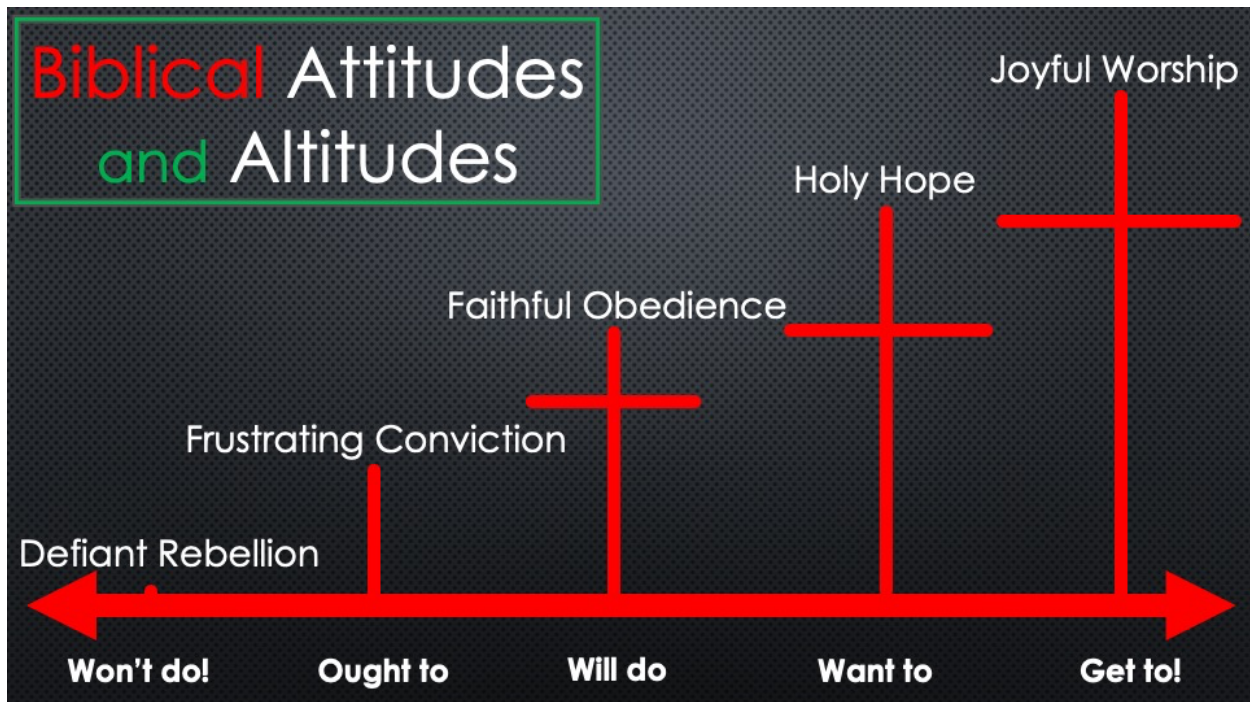 Biblical Attitudes
and Altitudes
Joyful Worship
Holy Hope
Faithful Obedience
Frustrating Conviction
Defiant Rebellion
Won't do!
Ought to
Will do
Want to
Get to!